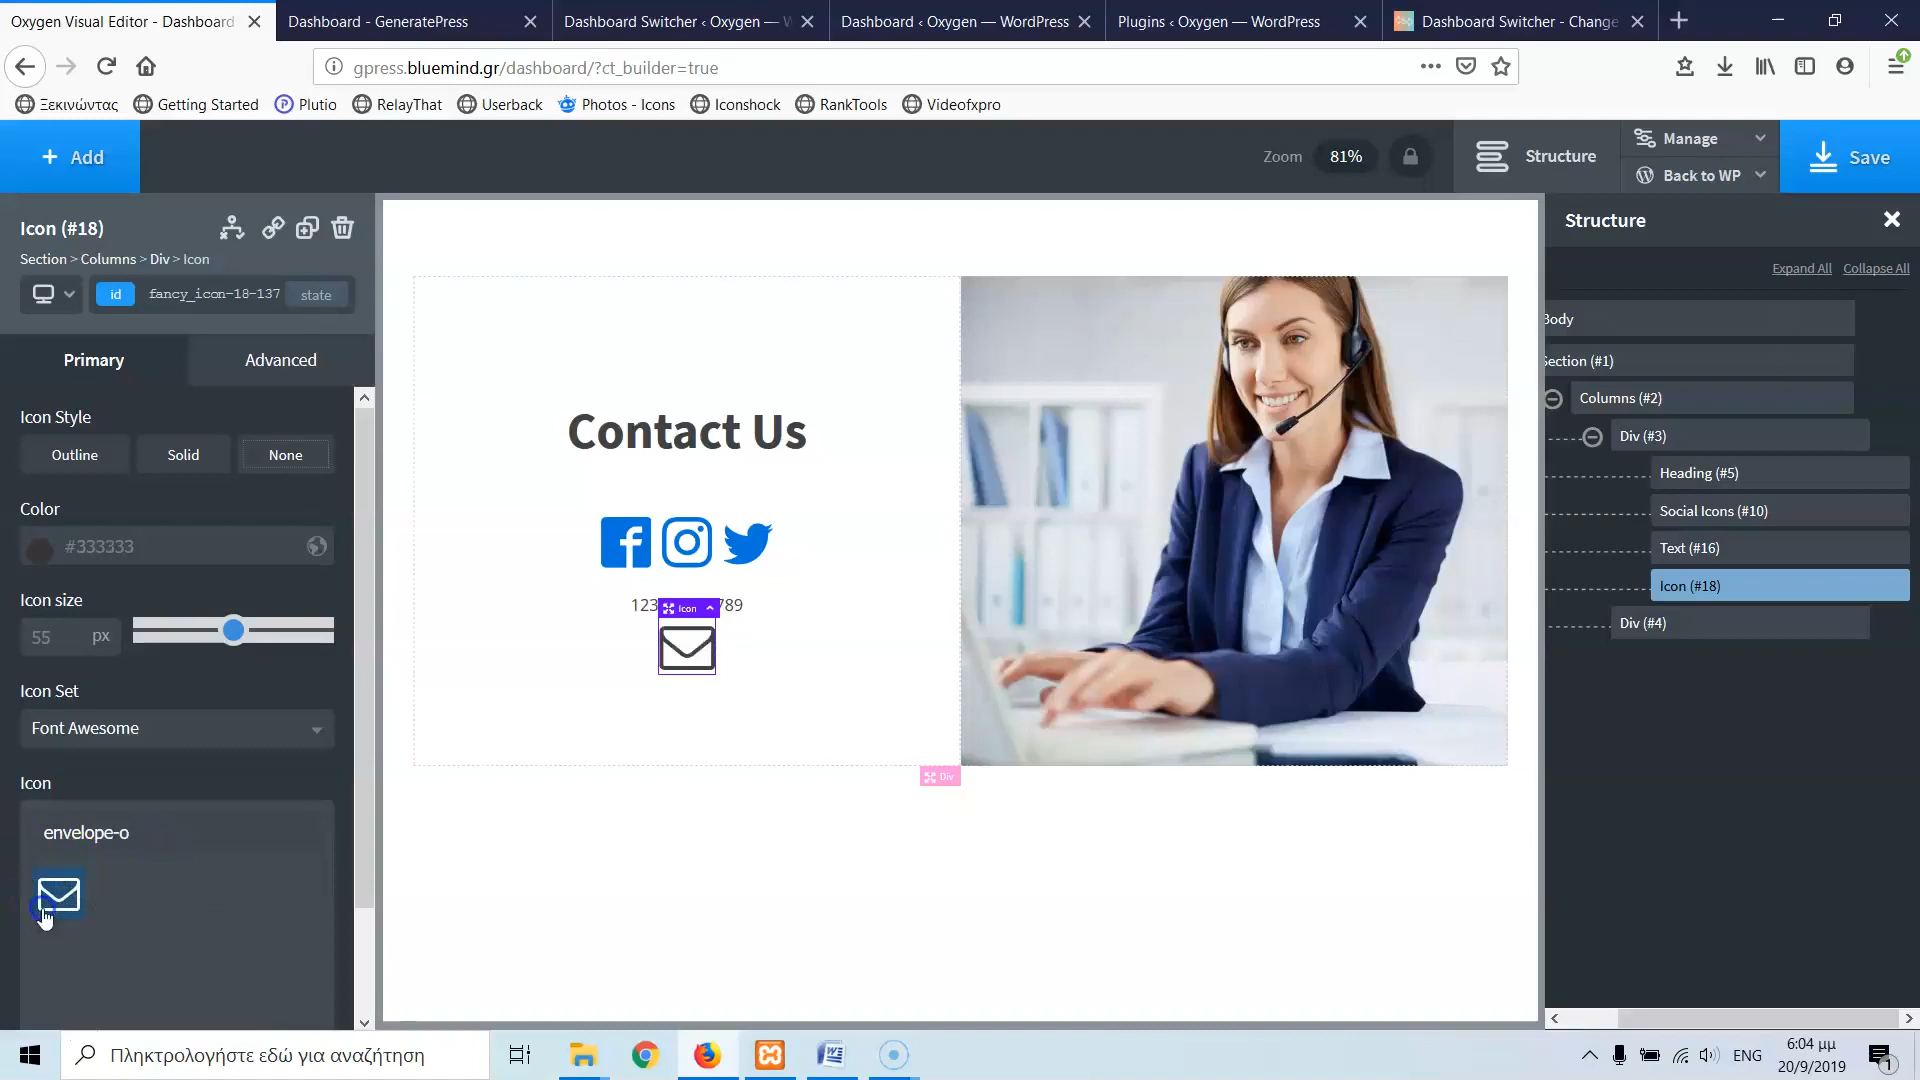 Oxygen Visual Editor - Dashboard
Dashboard - GeneratePress
Dashboard Switcher ‹ Oxygen — W
Dashboard ‹ Oxygen — WordPress
Plugins ‹ Oxygen — WordPress
Dashboard Switcher - Change
gpress.bluemind.gr/dashboard/?ct_builder=true
Ξεκινώντας
Getting Started
Plutio
RelayThat
Userback
Photos - Icons
Iconshock
RankTools
Videofxpro
+ Add
Zoom
81%
Structure
Manage
Back to WP
Save
Icon (#18)
Section > Columns > Div > Icon
id
fancy_icon-18-137
state
Primary
Advanced
Icon Style
Outline
Solid
None
Color
#333333
Icon size
55 px
Icon Set
Font Awesome
Icon
envelope-o
Contact Us
123
789
Icon
Div
Structure
Expand All
Collapse All
Body
Section (#1)
Columns (#2)
Div (#3)
Heading (#5)
Social Icons (#10)
Text (#16)
Icon (#18)
Div (#4)
Πληκτρολογήστε εδώ για αναζήτηση
ENG
6:04 μμ
20/9/2019
1